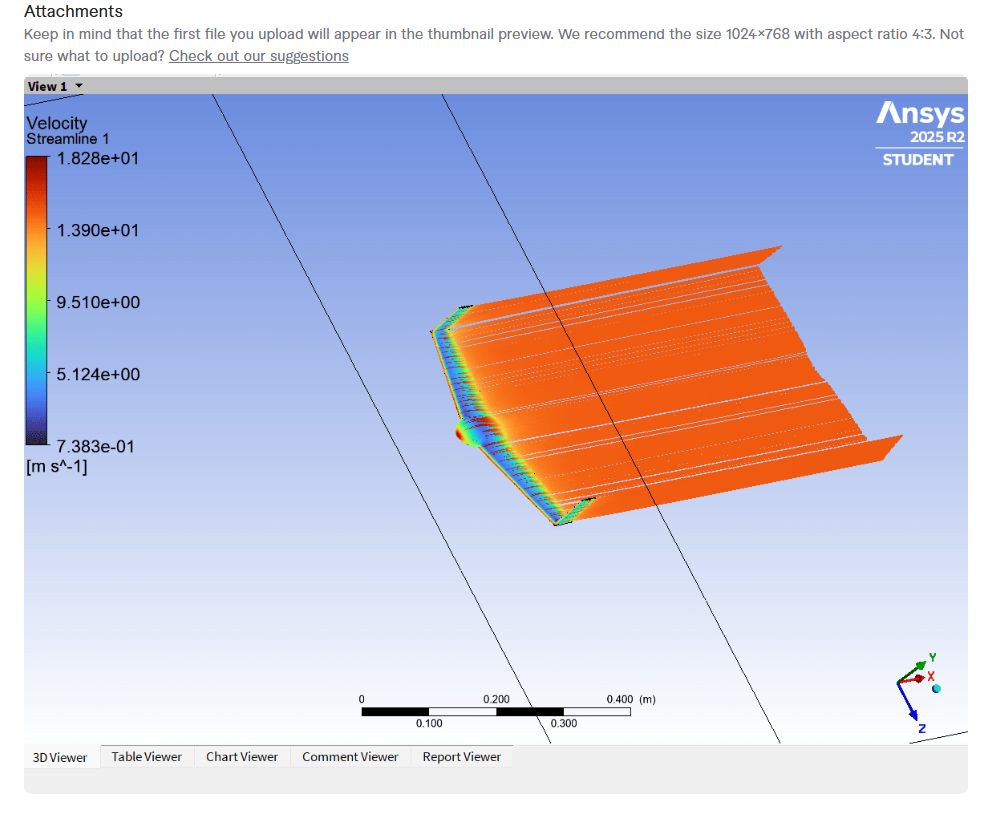 Attachments
Keep in mind that the first file you upload will appear in the thumbnail preview. We recommend the size 1024×768 with aspect ratio 4:3. Not
sure what to upload? Check out our suggestions
View 1
Ansys
2025 R2
STUDENT
Velocity
Streamline 1
1.828e+01
1.390e+01
9.510e+00
5.124e+00
7.383e-01
[m s^-1]
Y
X
Z
0 0.200 0.400 (m)
0.100 0.300
3D Viewer Table Viewer Chart Viewer Comment Viewer Report Viewer